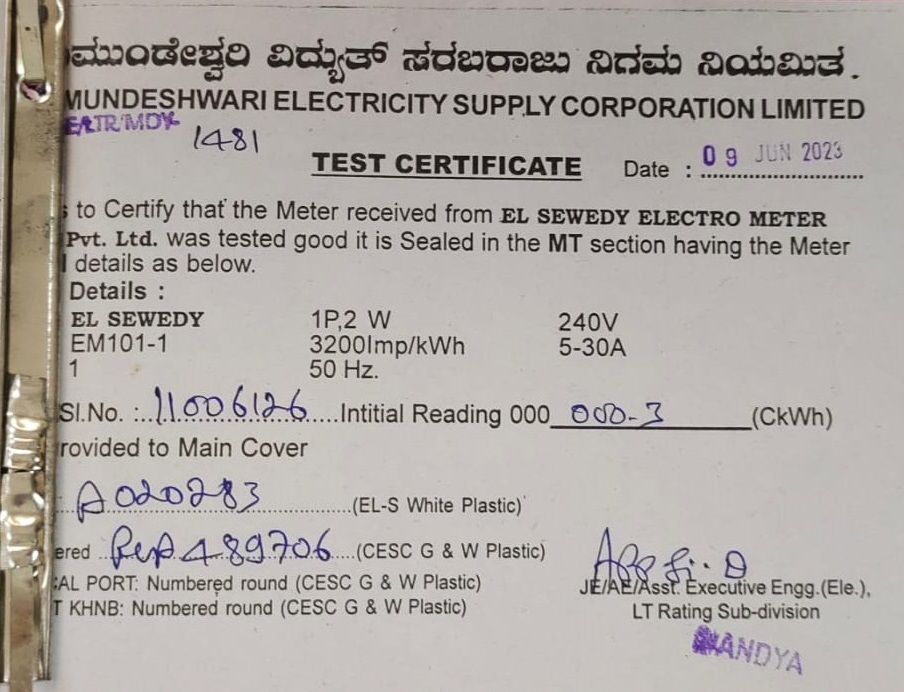 ಮುಂಡೇಶ್ವರಿ ವಿದ್ಯುತ್ ಸರಬರಾಜು ನಿಗಮ ನಿಯಮಿತ.
MUNDESHWARI ELECTRICITY SUPPLY CORPORATION LIMITED
TR/MDY
1481
TEST CERTIFICATE Date : 09 JUN 2023
s to Certify that the Meter received from EL SEWEDY ELECTRO METER
Pvt. Ltd. was tested good it is Sealed in the MT section having the Meter
l details as below.
Details :
EL SEWEDY 1P,2 W 240V
EM101-1 3200Imp/kWh 5-30A
1 50 Hz.
Sl.No. : 11006126 Intitial Reading 000 000-3 (CkWh)
rovided to Main Cover
A020283 (EL-S White Plastic)
ered 489706 (CESC G & W Plastic)
AL PORT: Numbered round (CESC G & W Plastic)
T KHNB: Numbered round (CESC G & W Plastic)
JE/AE/Asst. Executive Engg.(Ele.),
LT Rating Sub-division
MANDYA